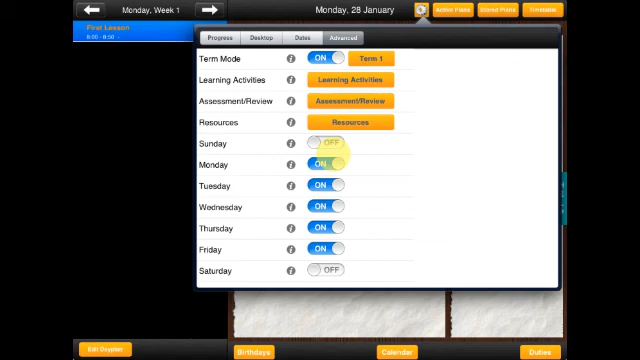 Monday, Week 1
Monday, 28 January
Active Plans
Stored Plans
Timetable
First Lesson
8:00 - 8:50
Progress
Desktop
Dates
Advanced
Term Mode ON Term 1
Learning Activities Learning Activities
Assessment/Review Assessment/Review
Resources Resources
Sunday OFF
Monday ON
Tuesday ON
Wednesday ON
Thursday ON
Friday ON
Saturday OFF
Edit Dayplan
Birthdays
Calendar
Duties